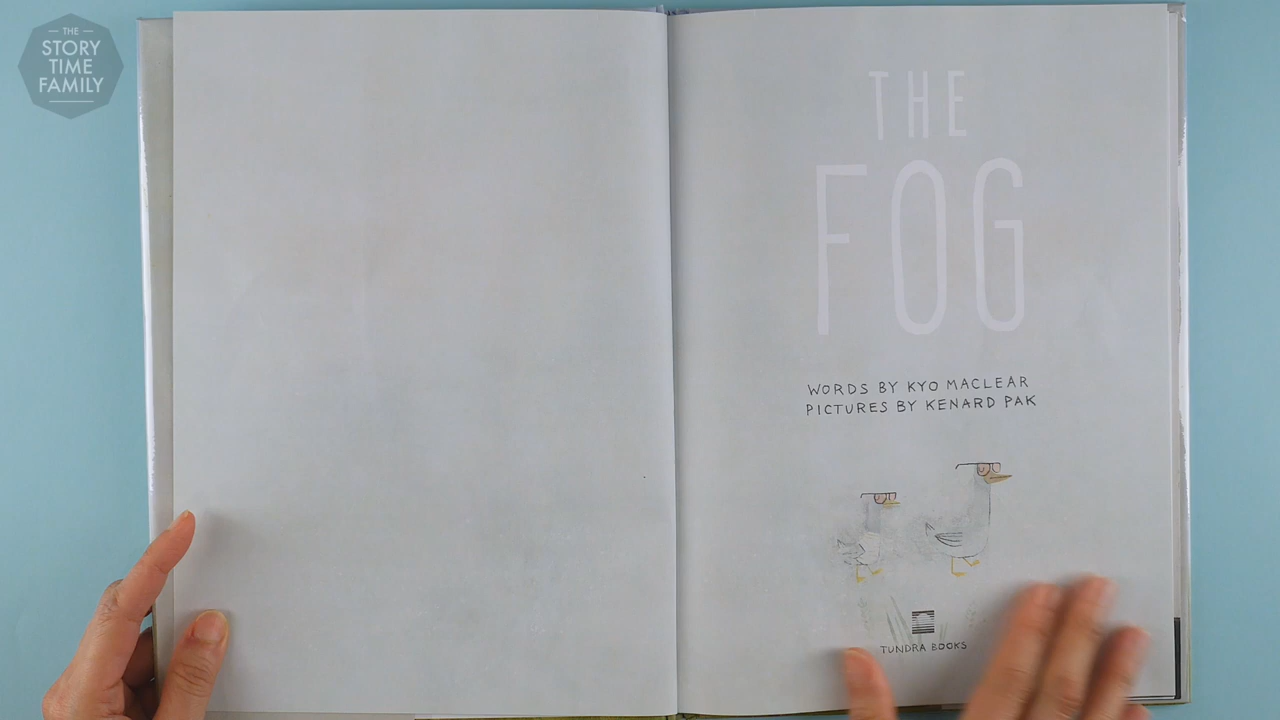 THE
STORY
TIME
FAMILY
THE
FOG
WORDS BY KYO MACLEAR
PICTURES BY KENARD PAK
TUNDRA BOOKS